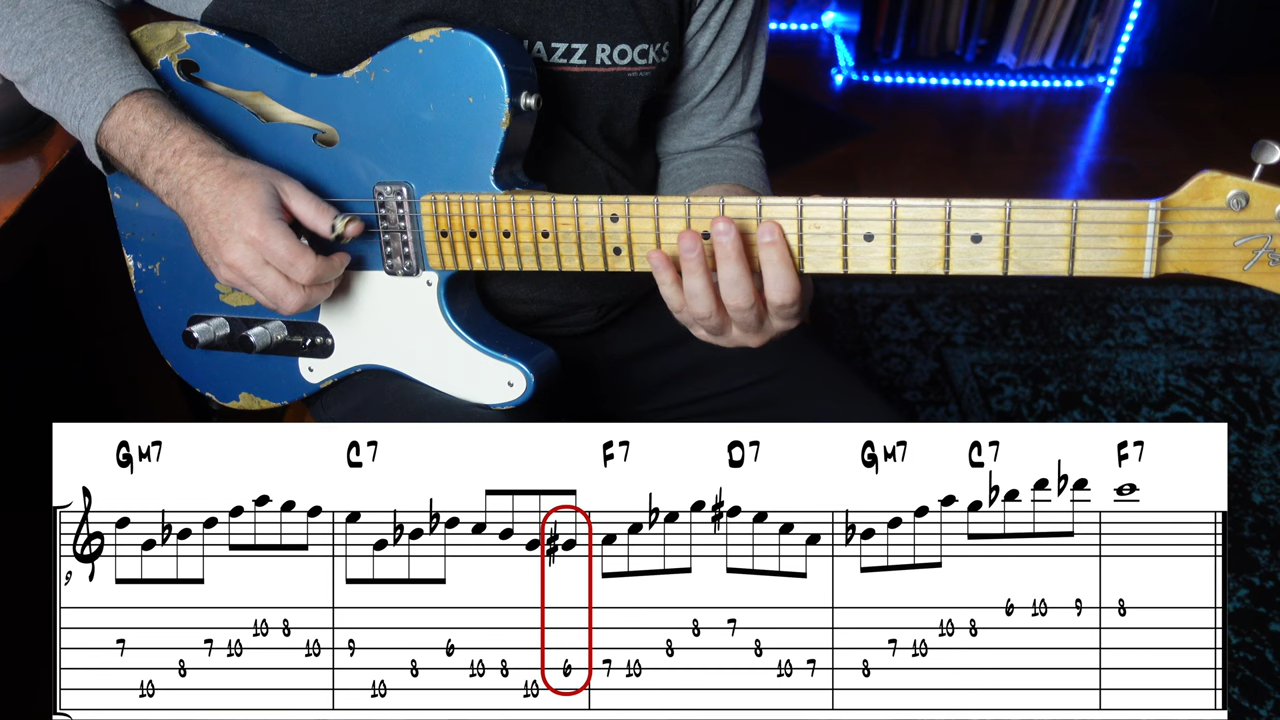 JAZZ ROCKS
GM7 C7 F7 D7 GM7 C7 F7
9
6 10 9 8
10 8 8 7 10 8
7 7 10 10 9 6 8 8 7 10
8 8 10 8 6 7 10 10 7 8
10 10 10